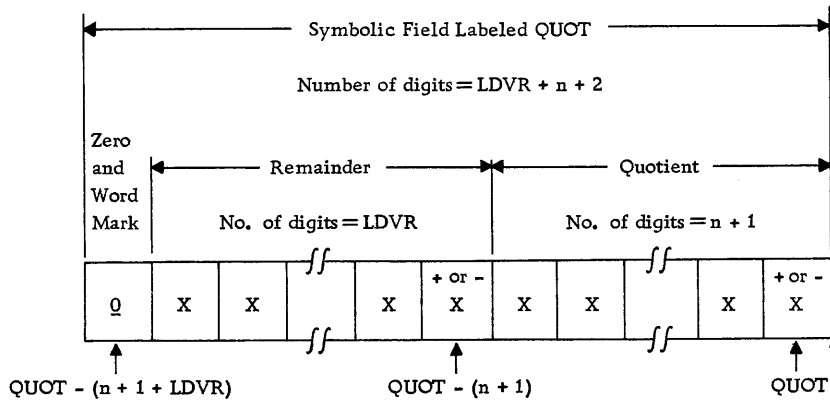 Symbolic Field Labeled QUOT
Number of digits = LDVR + n + 2
Zero
and
Word
Mark
Remainder
Quotient
No. of digits = LDVR
No. of digits = n + 1
+ or -
+ or -
0 X X X X X X X X
QUOT - (n + 1 + LDVR)
QUOT - (n + 1)
QUOT